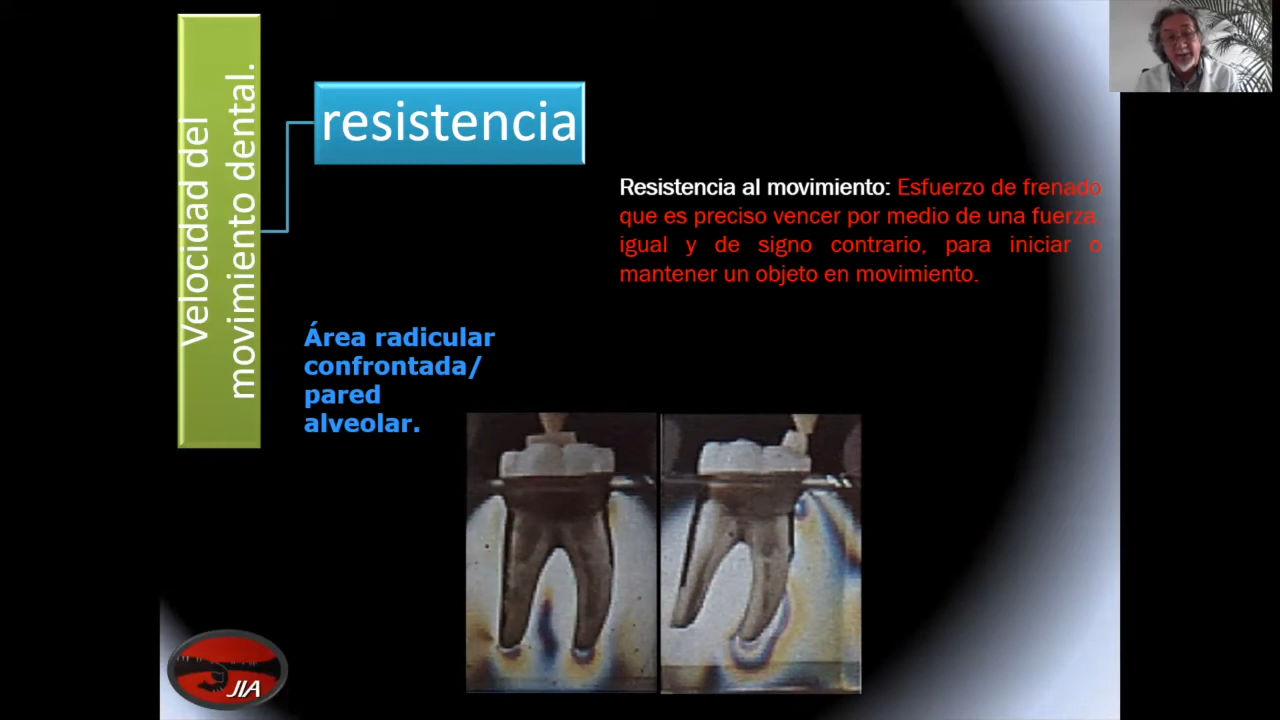 Velocidad del
movimiento dental.
resistencia
Resistencia al movimiento: Esfuerzo de frenado
que es preciso vencer por medio de una fuerza,
igual y de signo contrario, para iniciar o
mantener un objeto en movimiento.
Área radicular
confrontada/
pared
alveolar.
JIA